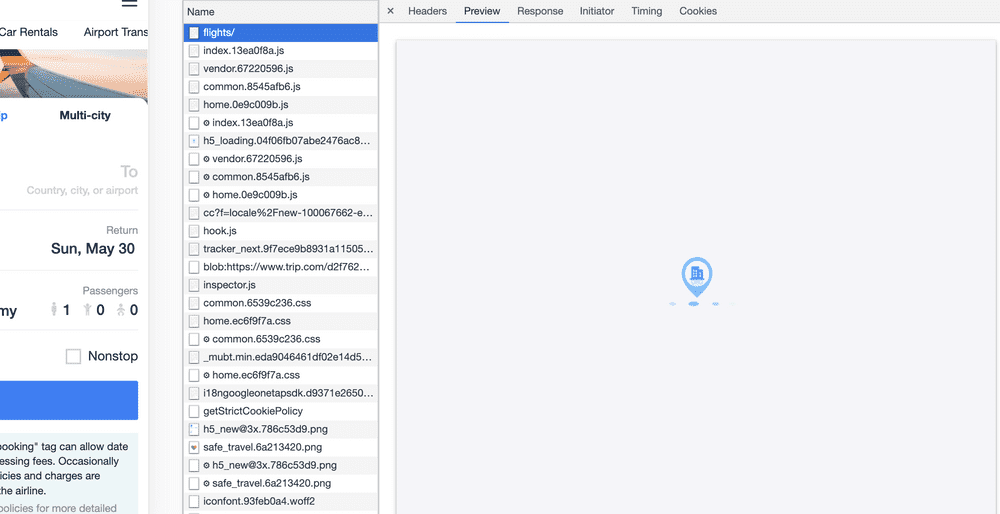 Car Rentals
Airport Trans
ip
Multi-city
To
Country, city, or airport
Return
Sun, May 30
Passengers
my
1
0
0
Nonstop
booking" tag can allow date
essing fees. Occasionally
icies and charges are
the airline.
policies for more detailed
Name
flights/
index.13ea0f8a.js
vendor.67220596.js
common.8545afb6.js
home.0e9c009b.js
index.13ea0f8a.js
h5_loading.04f06fb07abe2476ac8...
vendor.67220596.js
common.8545afb6.js
home.0e9c009b.js
cc?f=locale%2Fnew-100067662-e...
hook.js
tracker_next.9f7ece9b8931a11505...
blob:https://www.trip.com/d2f762...
inspector.js
common.6539c236.css
home.ec6f9f7a.css
common.6539c236.css
_mubt.min.eda9046461df02e14d5...
home.ec6f9f7a.css
i18ngoogleonetapsdk.d9371e2650...
getStrictCookiePolicy
h5_new@3x.786c53d9.png
safe_travel.6a213420.png
h5_new@3x.786c53d9.png
safe_travel.6a213420.png
iconfont.93feb0a4.woff2
× Headers Preview Response Initiator Timing Cookies